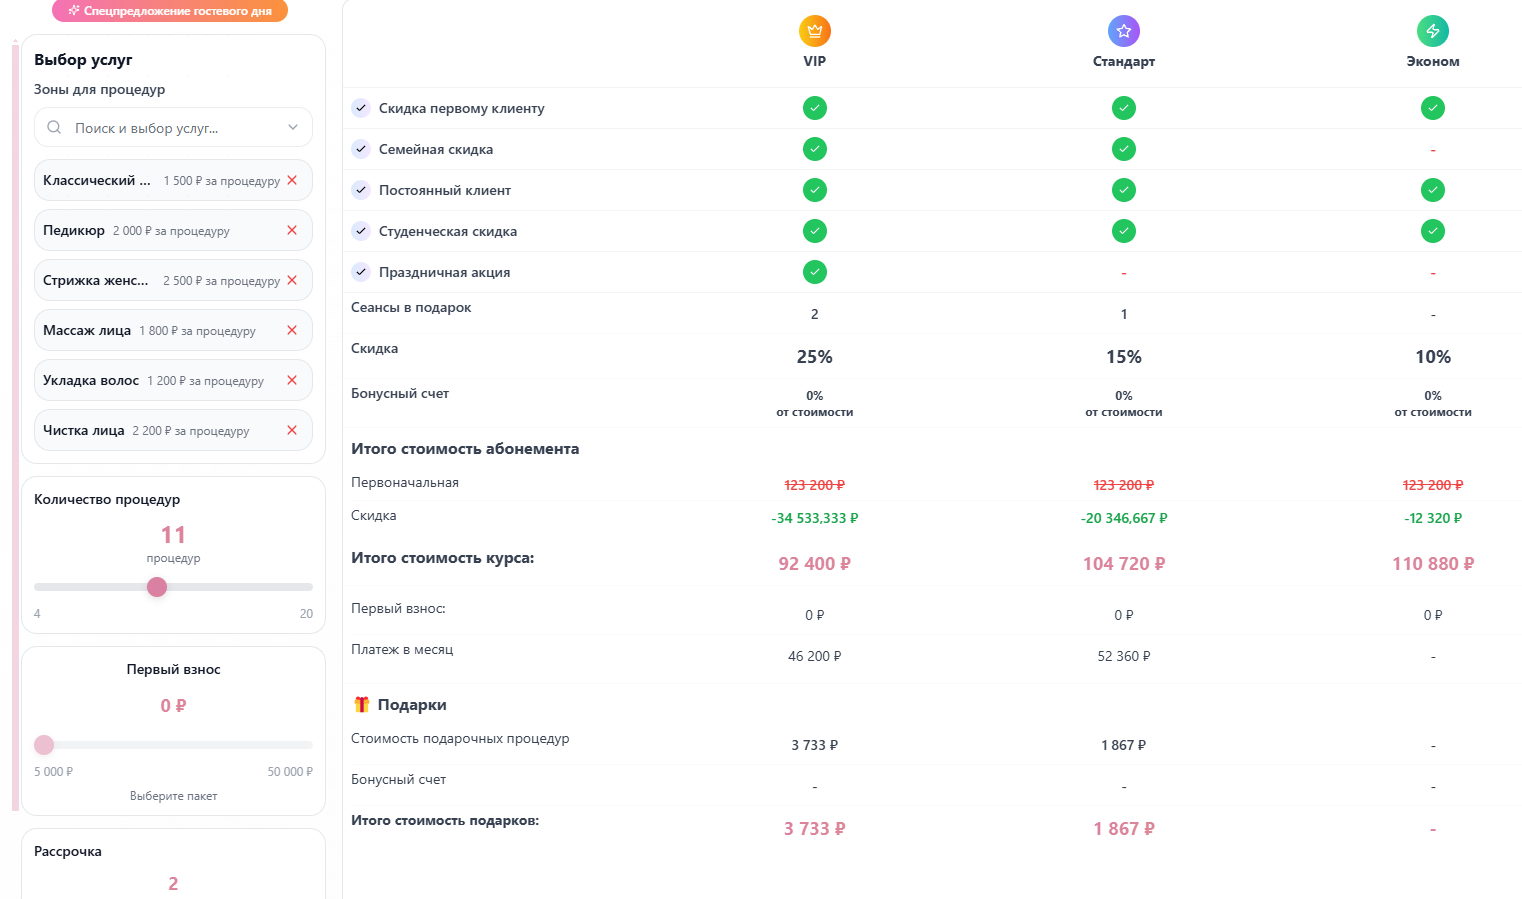 Спецпредложение гостевого дня
Выбор услуг
Зоны для процедур
Поиск и выбор услуг...
Классический ... 1 500 ₽ за процедуру
Педикюр 2 000 ₽ за процедуру
Стрижка женс... 2 500 ₽ за процедуру
Массаж лица 1 800 ₽ за процедуру
Укладка волос 1 200 ₽ за процедуру
Чистка лица 2 200 ₽ за процедуру
Количество процедур
11
процедур
4 20
Первый взнос
0 ₽
5 000 ₽ 50 000 ₽
Выберите пакет
Рассрочка
2
VIP Стандарт Эконом
Скидка первому клиенту
Семейная скидка -
Постоянный клиент
Студенческая скидка
Праздничная акция - -
Сеансы в подарок 2 1 -
Скидка 25% 15% 10%
Бонусный счет 0% 0% 0%
от стоимости от стоимости от стоимости
Итого стоимость абонемента
Первоначальная 123 200 ₽ 123 200 ₽ 123 200 ₽
Скидка -34 533,333 ₽ -20 346,667 ₽ -12 320 ₽
Итого стоимость курса: 92 400 ₽ 104 720 ₽ 110 880 ₽
Первый взнос: 0 ₽ 0 ₽ 0 ₽
Платеж в месяц 46 200 ₽ 52 360 ₽ -
Подарки
Стоимость подарочных процедур 3 733 ₽ 1 867 ₽ -
Бонусный счет - - -
Итого стоимость подарков: 3 733 ₽ 1 867 ₽ -